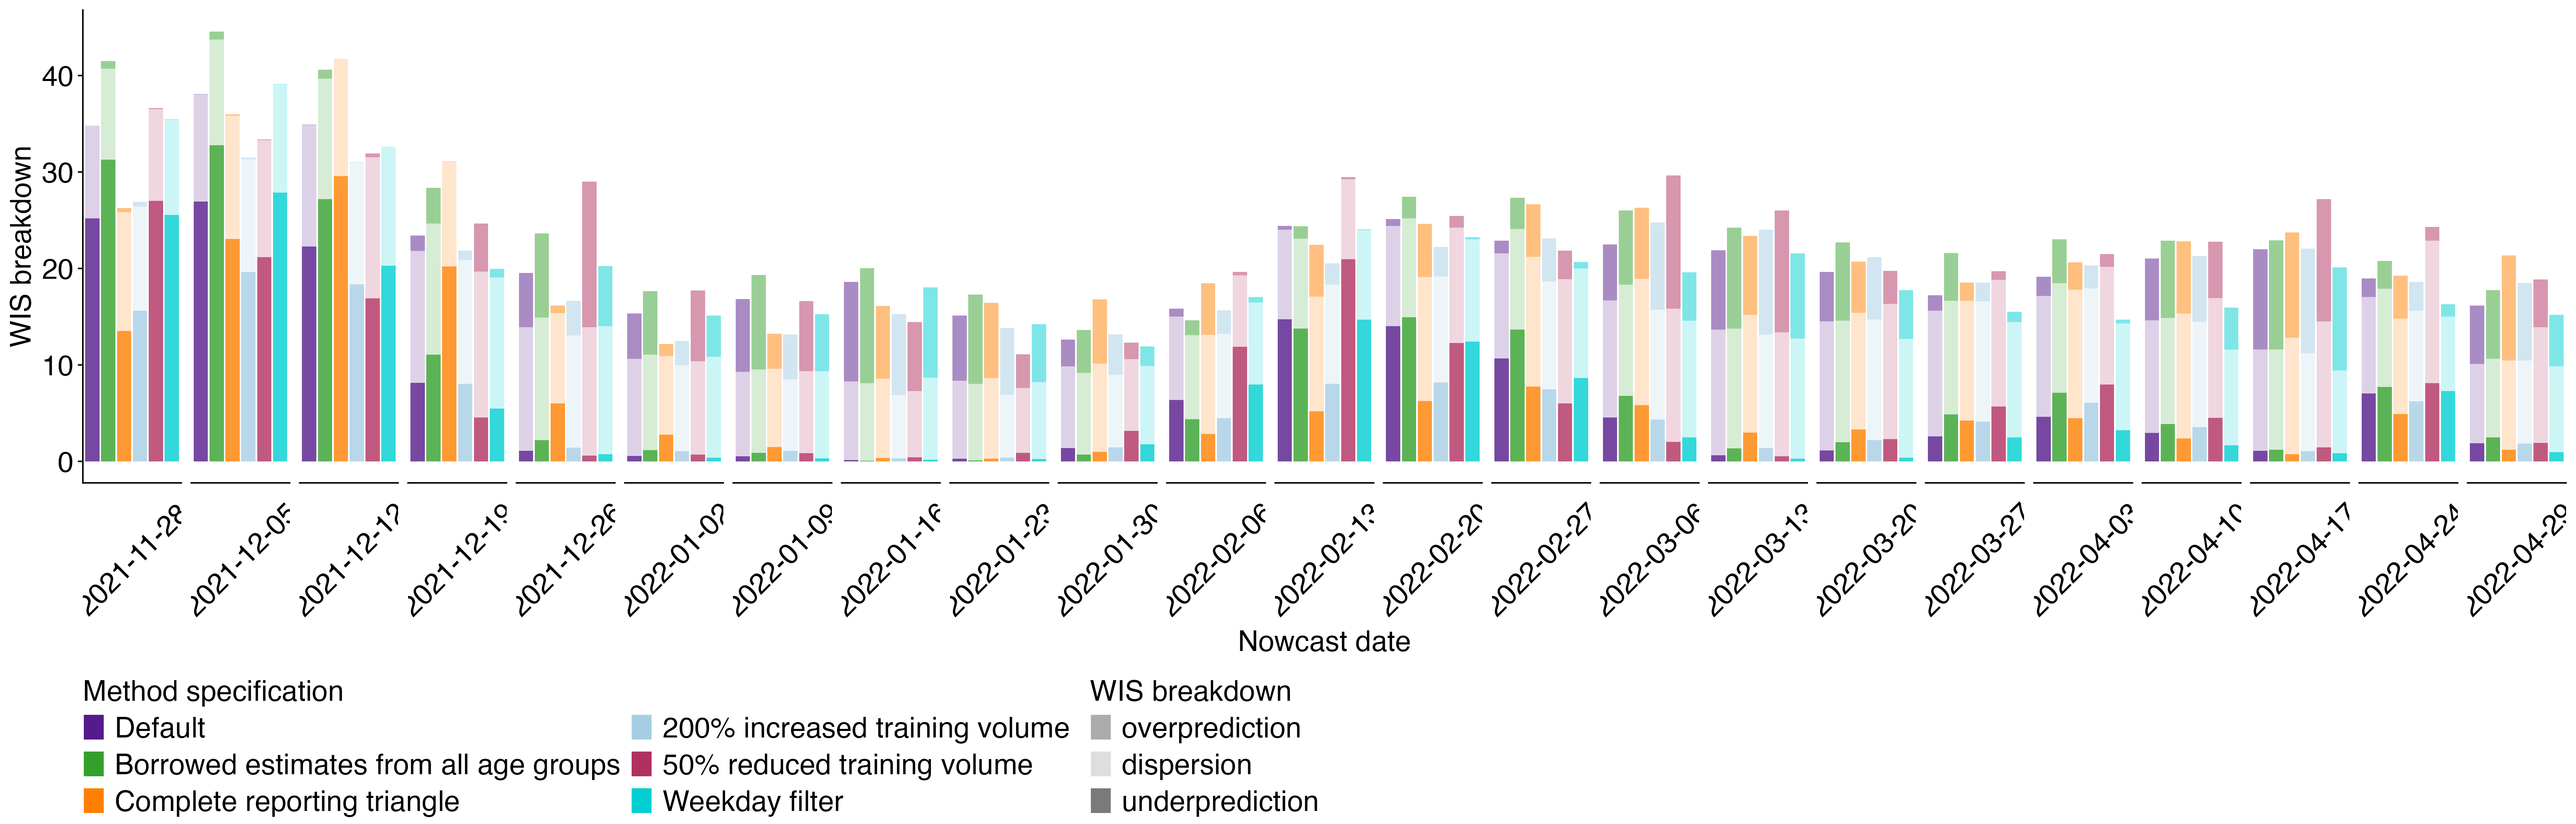 WIS breakdown
40
30
20
10
0
2021-11-28
2021-12-05
2021-12-12
2021-12-19
2021-12-26
2022-01-02
2022-01-09
2022-01-16
2022-01-23
2022-01-30
2022-02-06
2022-02-13
2022-02-20
2022-02-27
2022-03-06
2022-03-13
2022-03-20
2022-03-27
2022-04-03
2022-04-10
2022-04-17
2022-04-24
2022-04-29
Nowcast date
Method specification
Default
Borrowed estimates from all age groups
Complete reporting triangle
200% increased training volume
50% reduced training volume
Weekday filter
WIS breakdown
overprediction
dispersion
underprediction